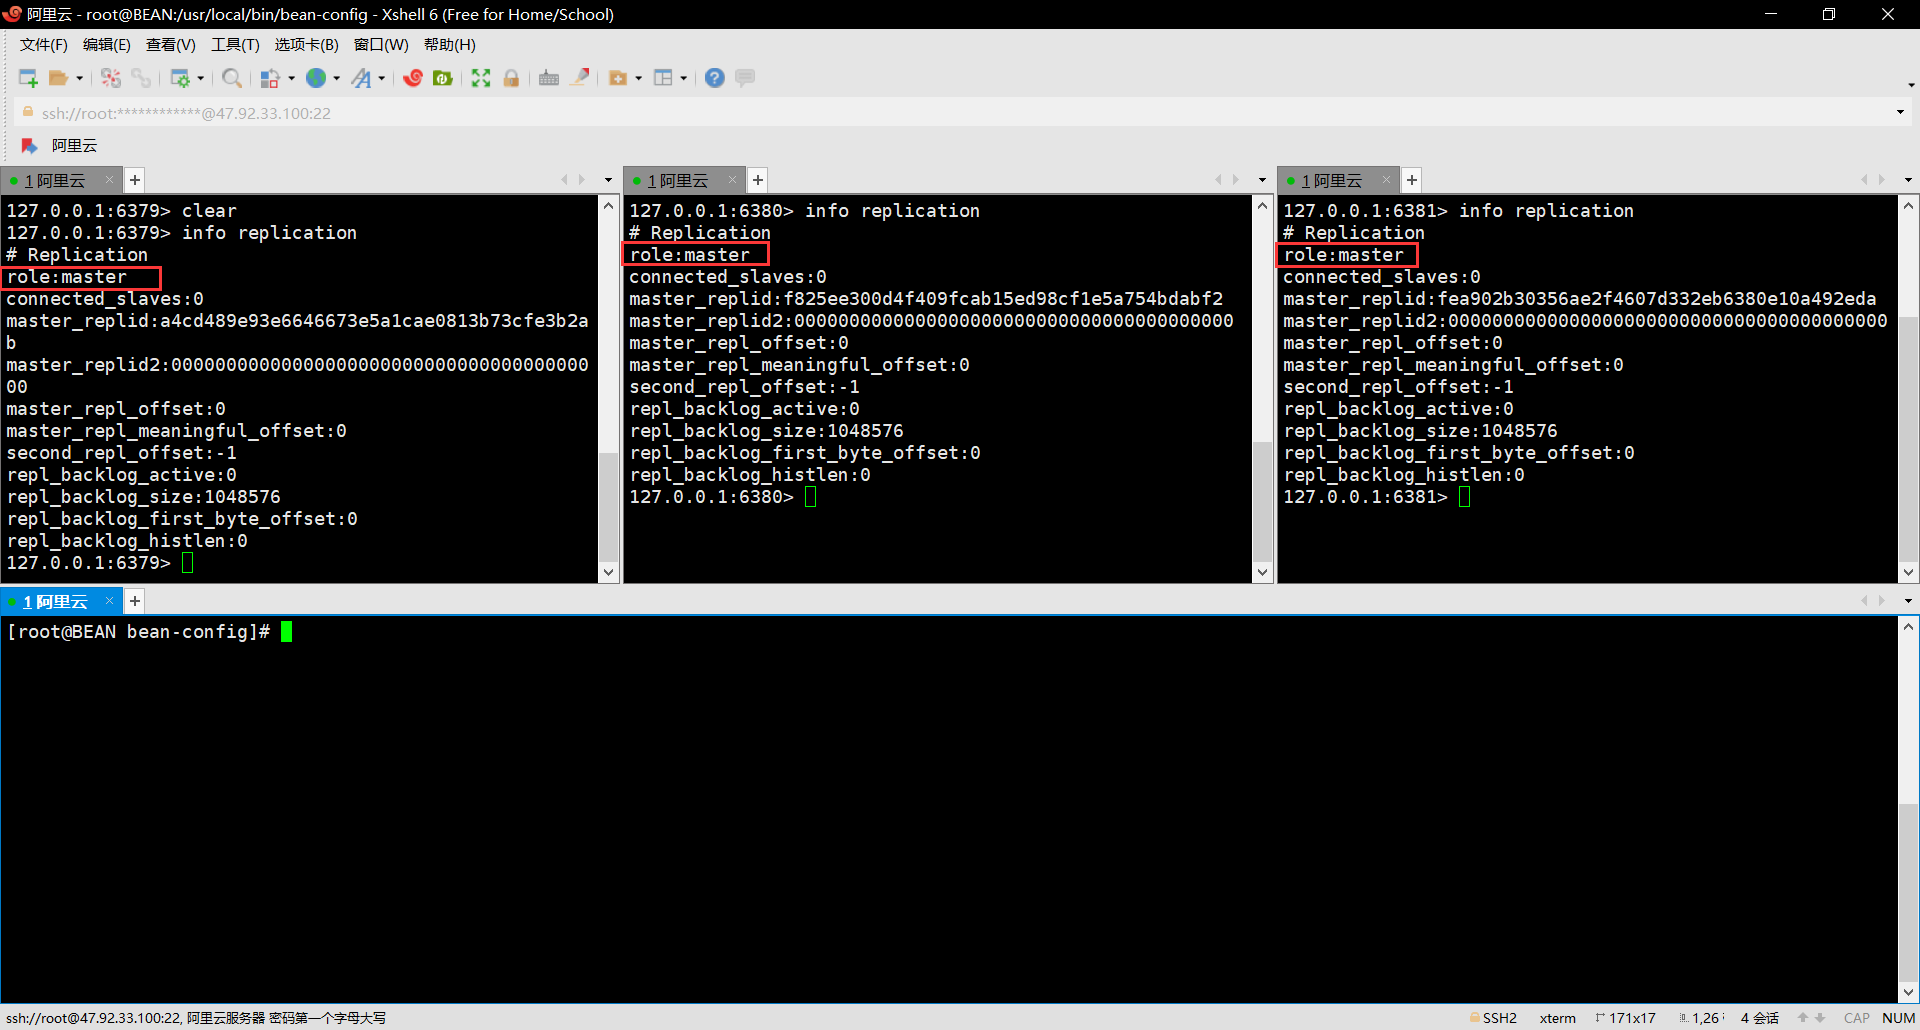 阿里云 - root@BEAN:/usr/local/bin/bean-config - Xshell 6 (Free for Home/School)
文件(F) 编辑(E) 查看(V) 工具(T) 选项卡(B) 窗口(W) 帮助(H)
ssh://root:************@47.92.33.100:22
阿里云
1 阿里云
127.0.0.1:6379> clear
127.0.0.1:6379> info replication
# Replication
role:master
connected_slaves:0
master_replid:a4cd489e93e6646673e5a1cae0813b73cfe3b2a
b
master_replid2:00000000000000000000000000000000000000
00
master_repl_offset:0
master_repl_meaningful_offset:0
second_repl_offset:-1
repl_backlog_active:0
repl_backlog_size:1048576
repl_backlog_first_byte_offset:0
repl_backlog_histlen:0
127.0.0.1:6379>
1 阿里云
127.0.0.1:6380> info replication
# Replication
role:master
connected_slaves:0
master_replid:f825ee300d4f409fcab15ed98cf1e5a754bdabf2
master_replid2:0000000000000000000000000000000000000000
master_repl_offset:0
master_repl_meaningful_offset:0
second_repl_offset:-1
repl_backlog_active:0
repl_backlog_size:1048576
repl_backlog_first_byte_offset:0
repl_backlog_histlen:0
127.0.0.1:6380>
1 阿里云
127.0.0.1:6381> info replication
# Replication
role:master
connected_slaves:0
master_replid:fea902b30356ae2f4607d332eb6380e10a492eda
master_replid2:0000000000000000000000000000000000000000
master_repl_offset:0
master_repl_meaningful_offset:0
second_repl_offset:-1
repl_backlog_active:0
repl_backlog_size:1048576
repl_backlog_first_byte_offset:0
repl_backlog_histlen:0
127.0.0.1:6381>
1 阿里云
[root@BEAN bean-config]#
ssh://root@47.92.33.100:22, 阿里云服务器 密码第一个字母大写
SSH2 xterm 171x17 1,26 4 会话 CAP NUM